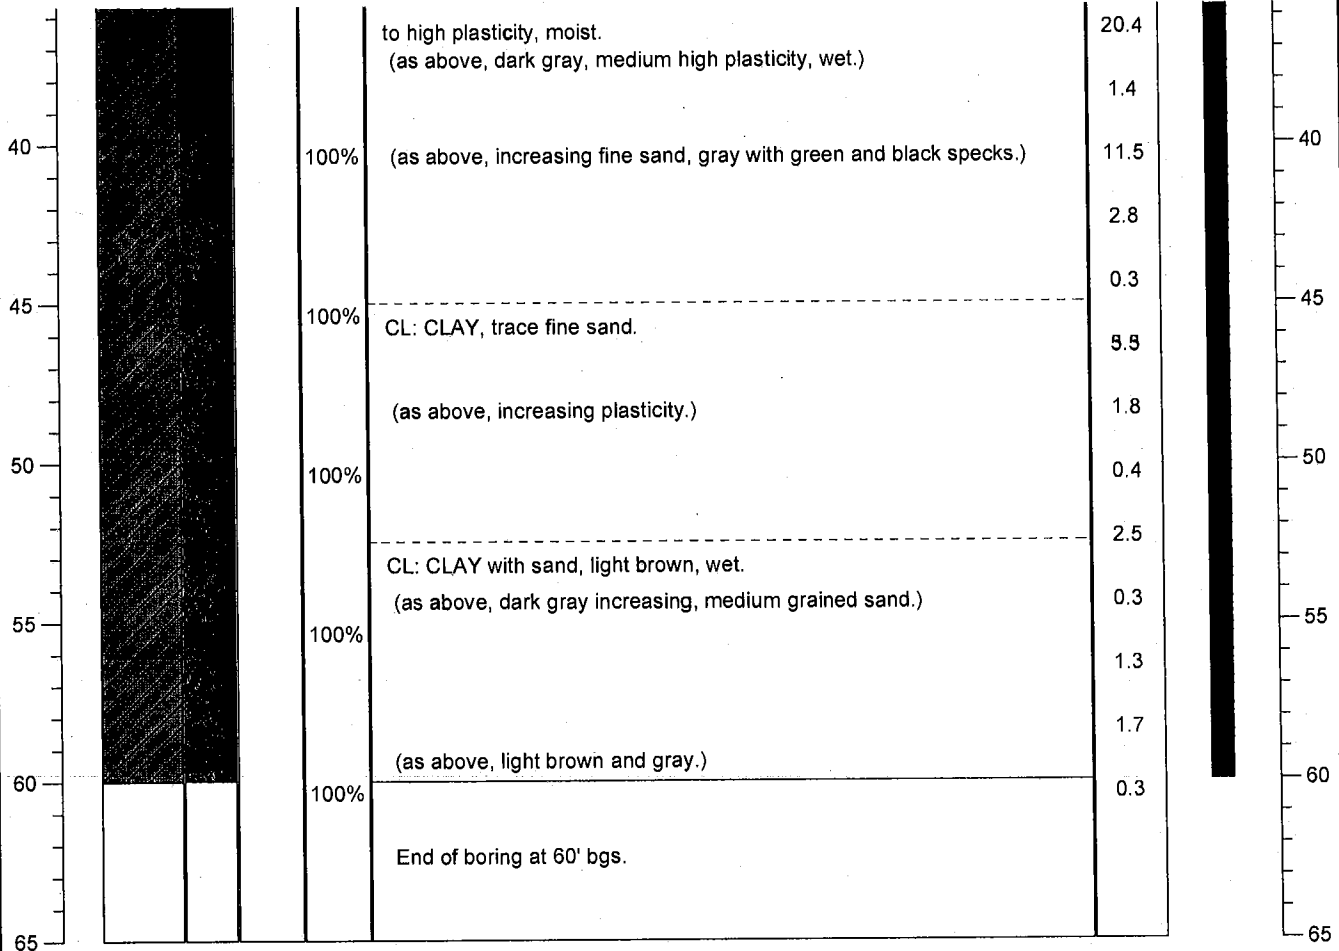 to high plasticity, moist. 20.4
(as above, dark gray, medium high plasticity, wet.)
1.4
40 100% (as above, increasing fine sand, gray with green and black specks.) 11.5 40
2.8
0.3
45 100% 45
CL: CLAY, trace fine sand.
(as above, increasing plasticity.) 1.8
50 100% 0.4 50
2.5
CL: CLAY with sand, light brown, wet.
(as above, dark gray increasing, medium grained sand.) 0.3
55 100% 55
1.3
1.7
(as above, light brown and gray.)
60 100% 0.3 60
End of boring at 60' bgs.
65 65